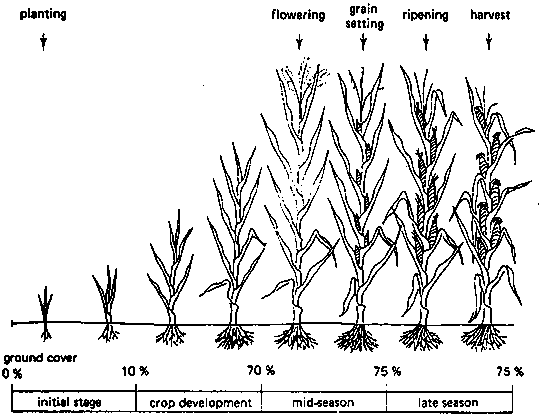 planting
flowering
grain
setting
ripening
harvest
ground cover
0 % 10 % 70 % 75 % 75 %
initial stage crop development mid-season late season